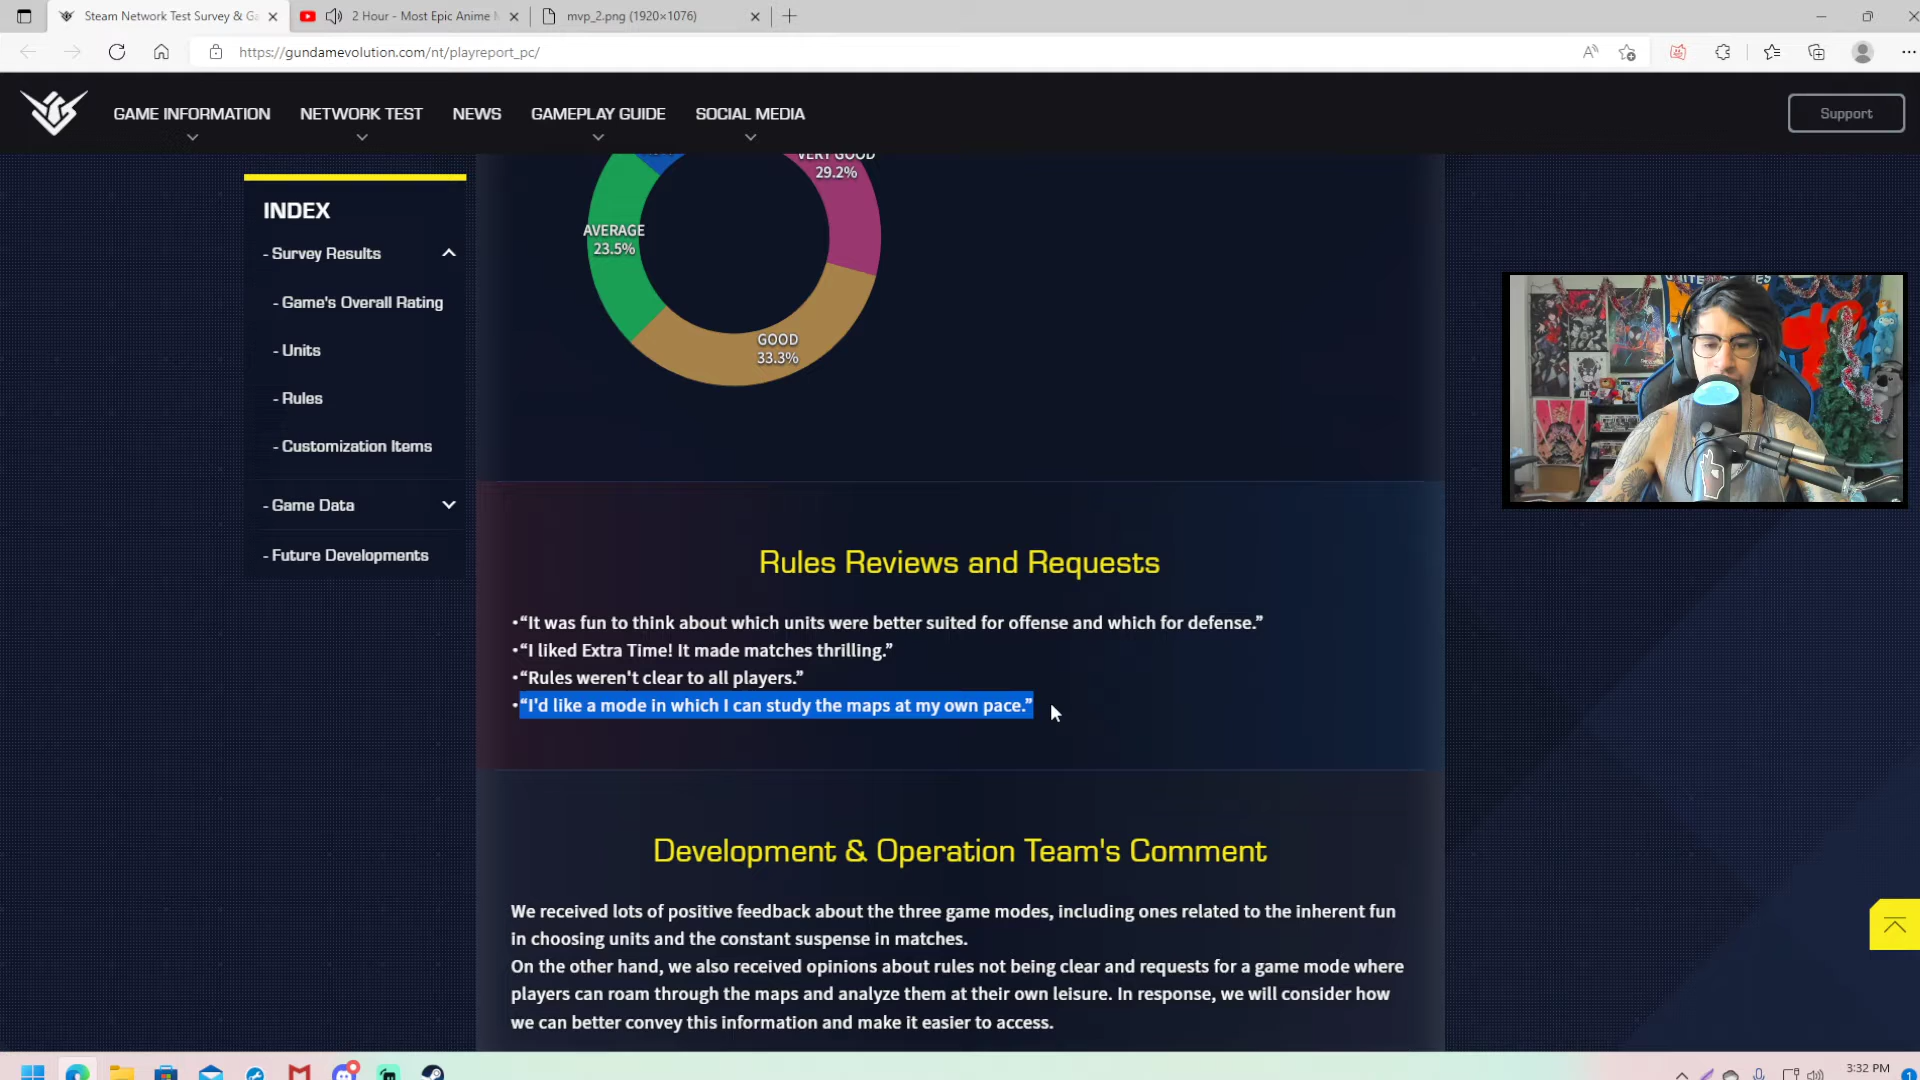 Steam Network Test Survey & Ga
2 Hour - Most Epic Anime M
mvp_2.png (1920×1076)
https://gundamevolution.com/nt/playreport_pc/
GAME INFORMATION
NETWORK TEST
NEWS
GAMEPLAY GUIDE
SOCIAL MEDIA
Support
VERY GOOD
29.2%
AVERAGE
23.5%
GOOD
33.3%
INDEX
- Survey Results
- Game's Overall Rating
- Units
- Rules
- Customization Items
- Game Data
- Future Developments
Rules Reviews and Requests
•“It was fun to think about which units were better suited for offense and which for defense.”
•“I liked Extra Time! It made matches thrilling.”
•“Rules weren't clear to all players.”
•“I'd like a mode in which I can study the maps at my own pace.”
Development & Operation Team's Comment
We received lots of positive feedback about the three game modes, including ones related to the inherent fun
in choosing units and the constant suspense in matches.
On the other hand, we also received opinions about rules not being clear and requests for a game mode where
players can roam through the maps and analyze them at their own leisure. In response, we will consider how
we can better convey this information and make it easier to access.
3:32 PM
1